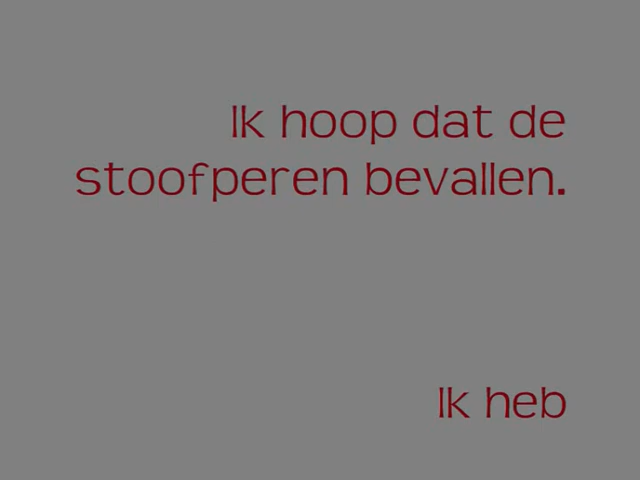 Ik hoop dat de
stoofperen bevallen.
Ik heb